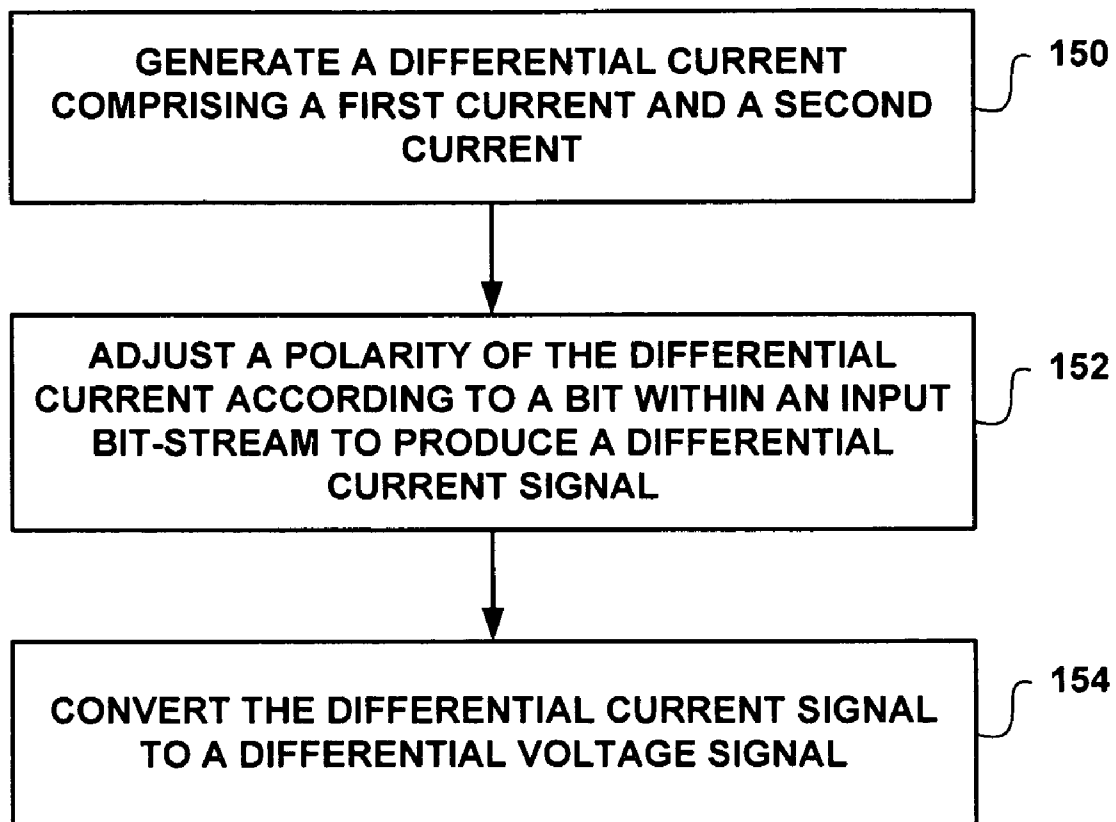 GENERATE A DIFFERENTIAL CURRENT
COMPRISING A FIRST CURRENT AND A SECOND
CURRENT
150
ADJUST A POLARITY OF THE DIFFERENTIAL
CURRENT ACCORDING TO A BIT WITHIN AN INPUT
BIT-STREAM TO PRODUCE A DIFFERENTIAL
CURRENT SIGNAL
152
CONVERT THE DIFFERENTIAL CURRENT SIGNAL
TO A DIFFERENTIAL VOLTAGE SIGNAL
154